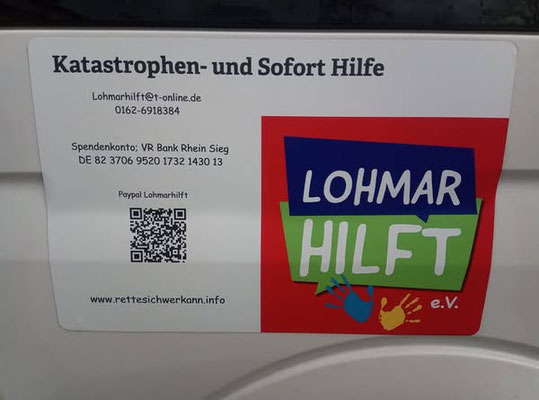 Katastrophen- und Sofort Hilfe
Lohmarhilft@t-online.de
0162-6918384
Spendenkonto; VR Bank Rhein Sieg
DE 82 3706 9520 1732 1430 13
Paypal Lohmarhilft
www.rettesichwerkann.info
LOHMAR
HILFT
e.V.